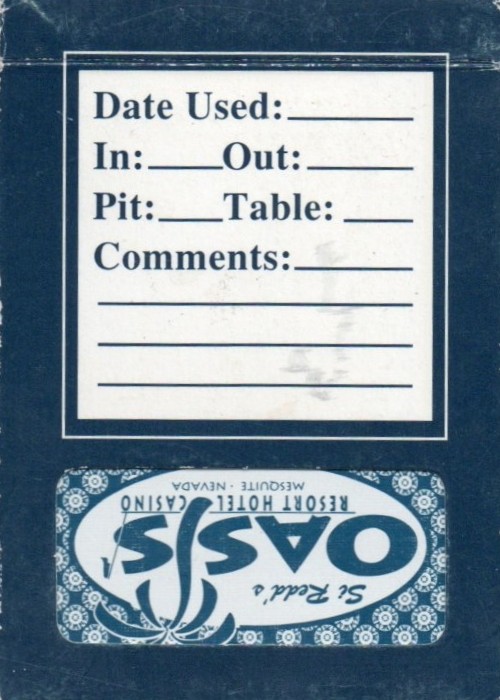 Date Used:
In: Out:
Pit: Table:
Comments:
Si Redd's
OASIS
RESORT HOTEL CASINO
MESQUITE · NEVADA